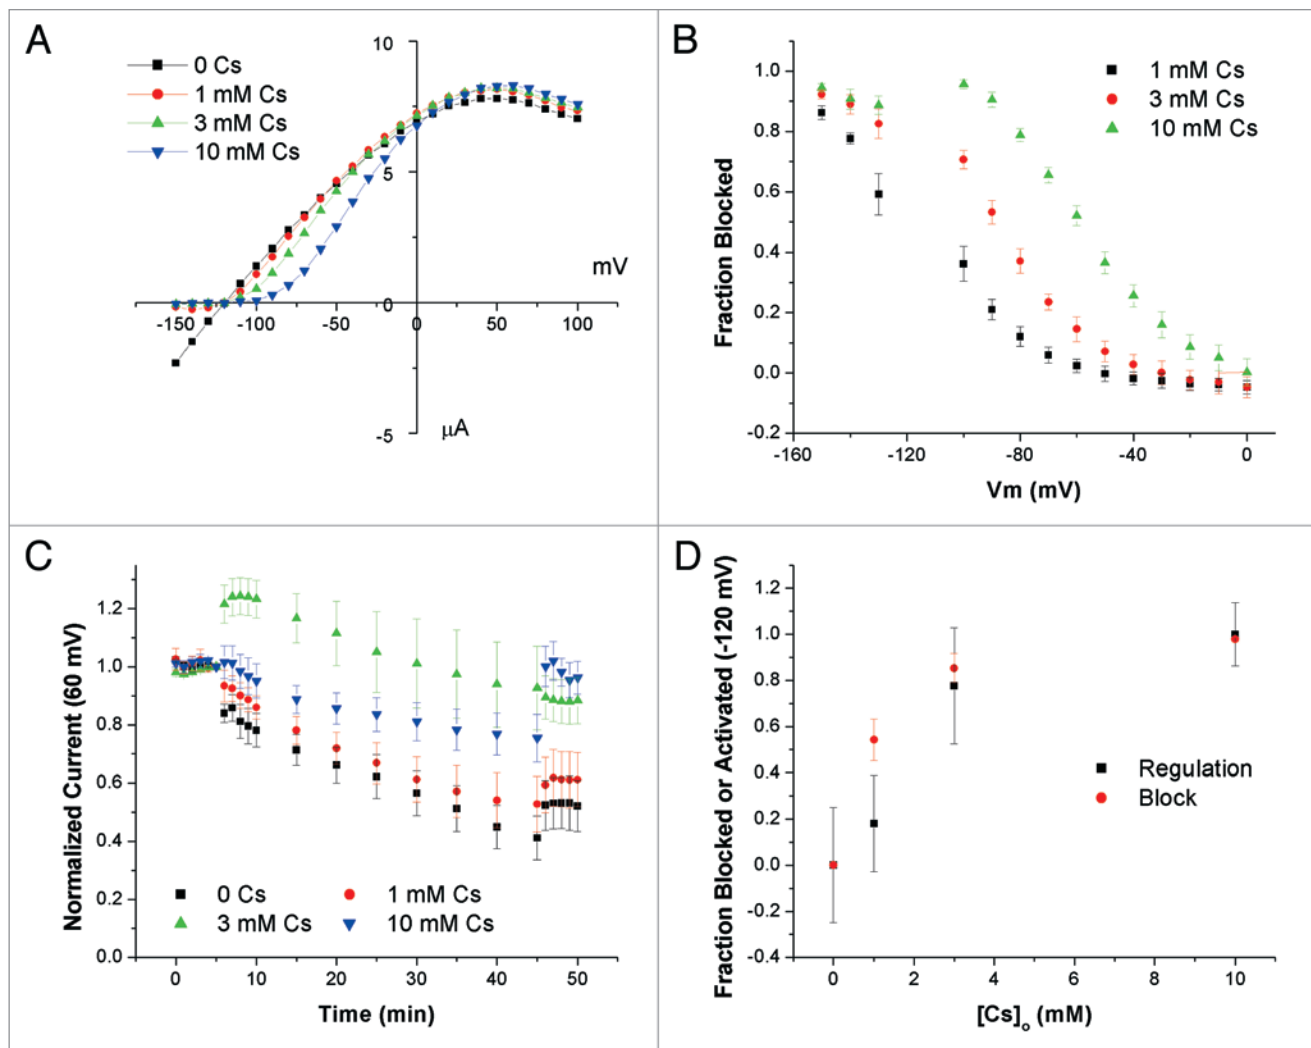 A
0 Cs
1 mM Cs
3 mM Cs
10 mM Cs
10
5
0
-5
-150
-100
-50
0
50
100
mV
μA
B
1 mM Cs
3 mM Cs
10 mM Cs
Fraction Blocked
1.0
0.8
0.6
0.4
0.2
0.0
-0.2
-160
-120
-80
-40
0
Vm (mV)
C
Normalized Current (60 mV)
1.2
1.0
0.8
0.6
0.4
0.2
0.0
0 Cs
1 mM Cs
3 mM Cs
10 mM Cs
0
10
20
30
40
50
Time (min)
D
Fraction Blocked or Activated (-120 mV)
1.2
1.0
0.8
0.6
0.4
0.2
0.0
-0.2
-0.4
Regulation
Block
0
2
4
6
8
10
[Cs]o (mM)